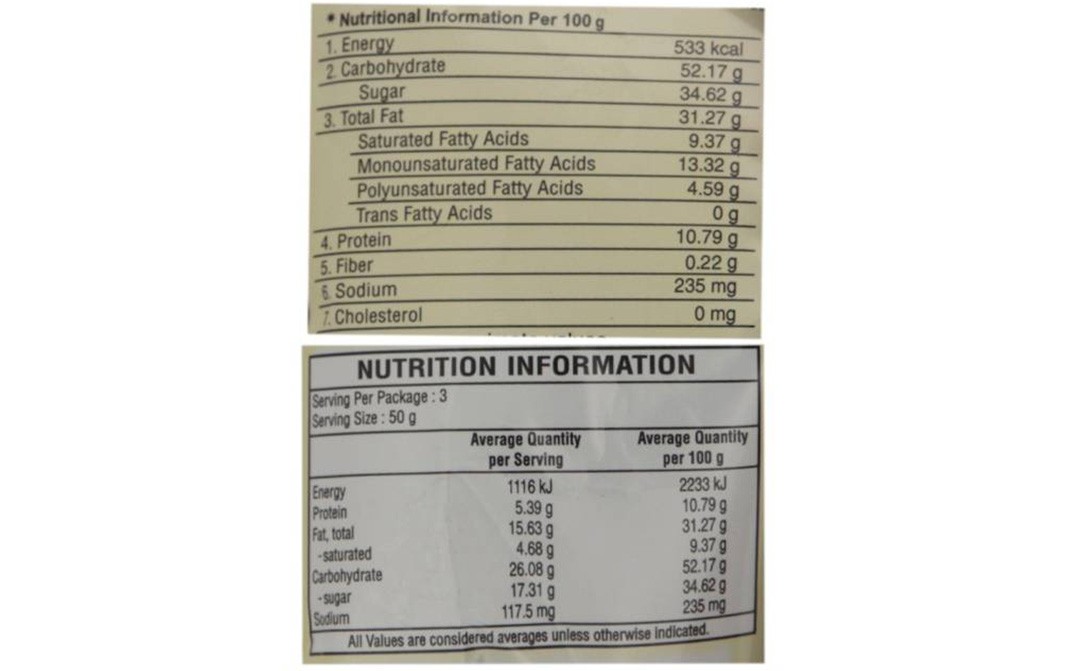 * Nutritional Information Per 100 g
1. Energy 533 kcal
2. Carbohydrate 52.17 g
Sugar 34.62 g
3. Total Fat 31.27 g
Saturated Fatty Acids 9.37 g
Monounsaturated Fatty Acids 13.32 g
Polyunsaturated Fatty Acids 4.59 g
Trans Fatty Acids 0 g
4. Protein 10.79 g
5. Fiber 0.22 g
6. Sodium 235 mg
7. Cholesterol 0 mg
NUTRITION INFORMATION
Serving Per Package : 3
Serving Size : 50 g
Average Quantity Average Quantity
per Serving per 100 g
Energy 1116 kJ 2233 kJ
Protein 5.39 g 10.79 g
Fat, total 15.63 g 31.27 g
- saturated 4.68 g 9.37 g
Carbohydrate 26.08 g 52.17 g
- sugar 17.31 g 34.62 g
Sodium 117.5 mg 235 mg
All Values are considered averages unless otherwise indicated.